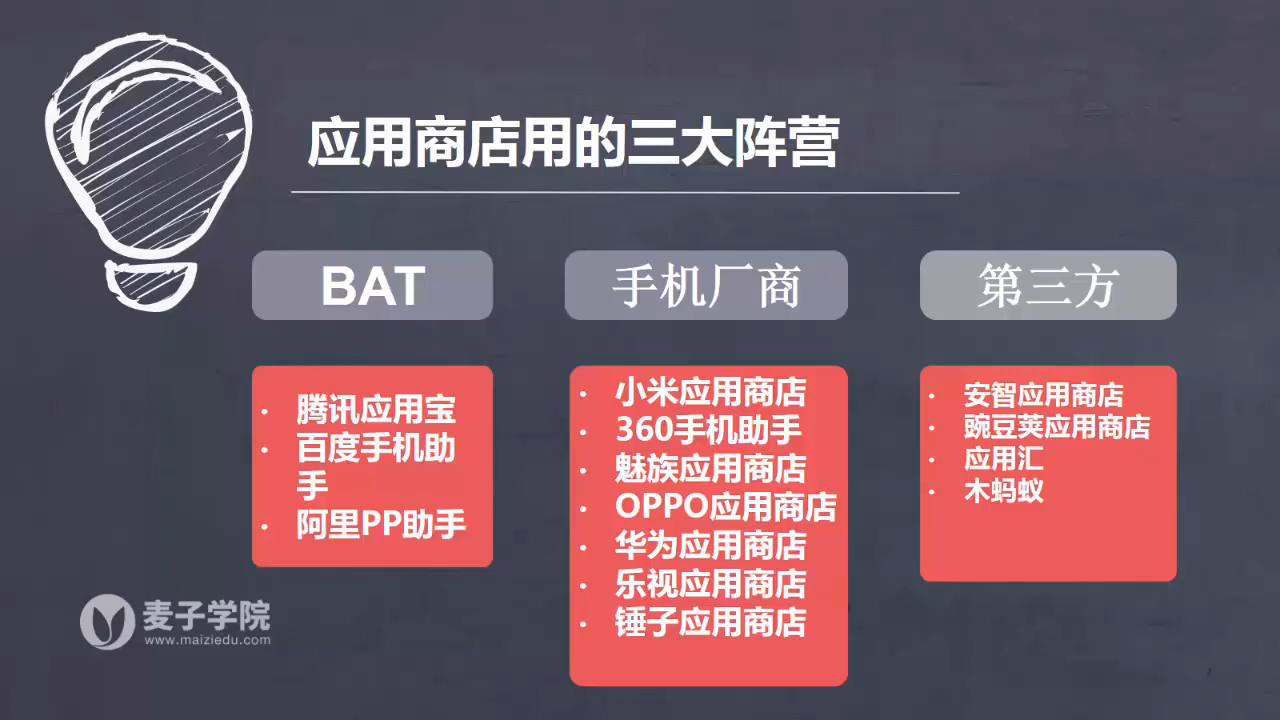 应用商店用的三大阵营
BAT
手机厂商
第三方
• 腾讯应用宝
• 百度手机助
手
• 阿里PP助手
• 小米应用商店
• 360手机助手
• 魅族应用商店
• OPPO应用商店
• 华为应用商店
• 乐视应用商店
• 锤子应用商店
• 安智应用商店
• 豌豆荚应用商店
• 应用汇
• 木蚂蚁
麦子学院
www.maiziedu.com